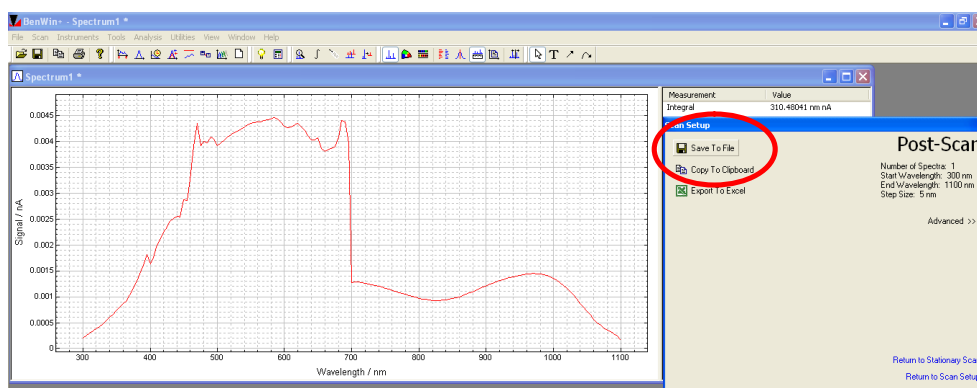 BenWin+ - Spectrum1 *
File Scan Instruments Tools Analysis Utilities View Window Help
Spectrum1 *
Measurement Value
Integral 310.48041 nm nA
Scan Setup
Post-Scan
Save To File
Copy To Clipboard
Export To Excel
Number of Spectra: 1
Start Wavelength: 300 nm
End Wavelength: 1100 nm
Step Size: 5 nm
Advanced >>
Return to Stationary Scan
Return to Scan Setup
Signal / nA
0.0045
0.004
0.0035
0.003
0.0025
0.002
0.0015
0.001
0.0005
0
300 400 500 600 700 800 900 1000 1100
Wavelength / nm